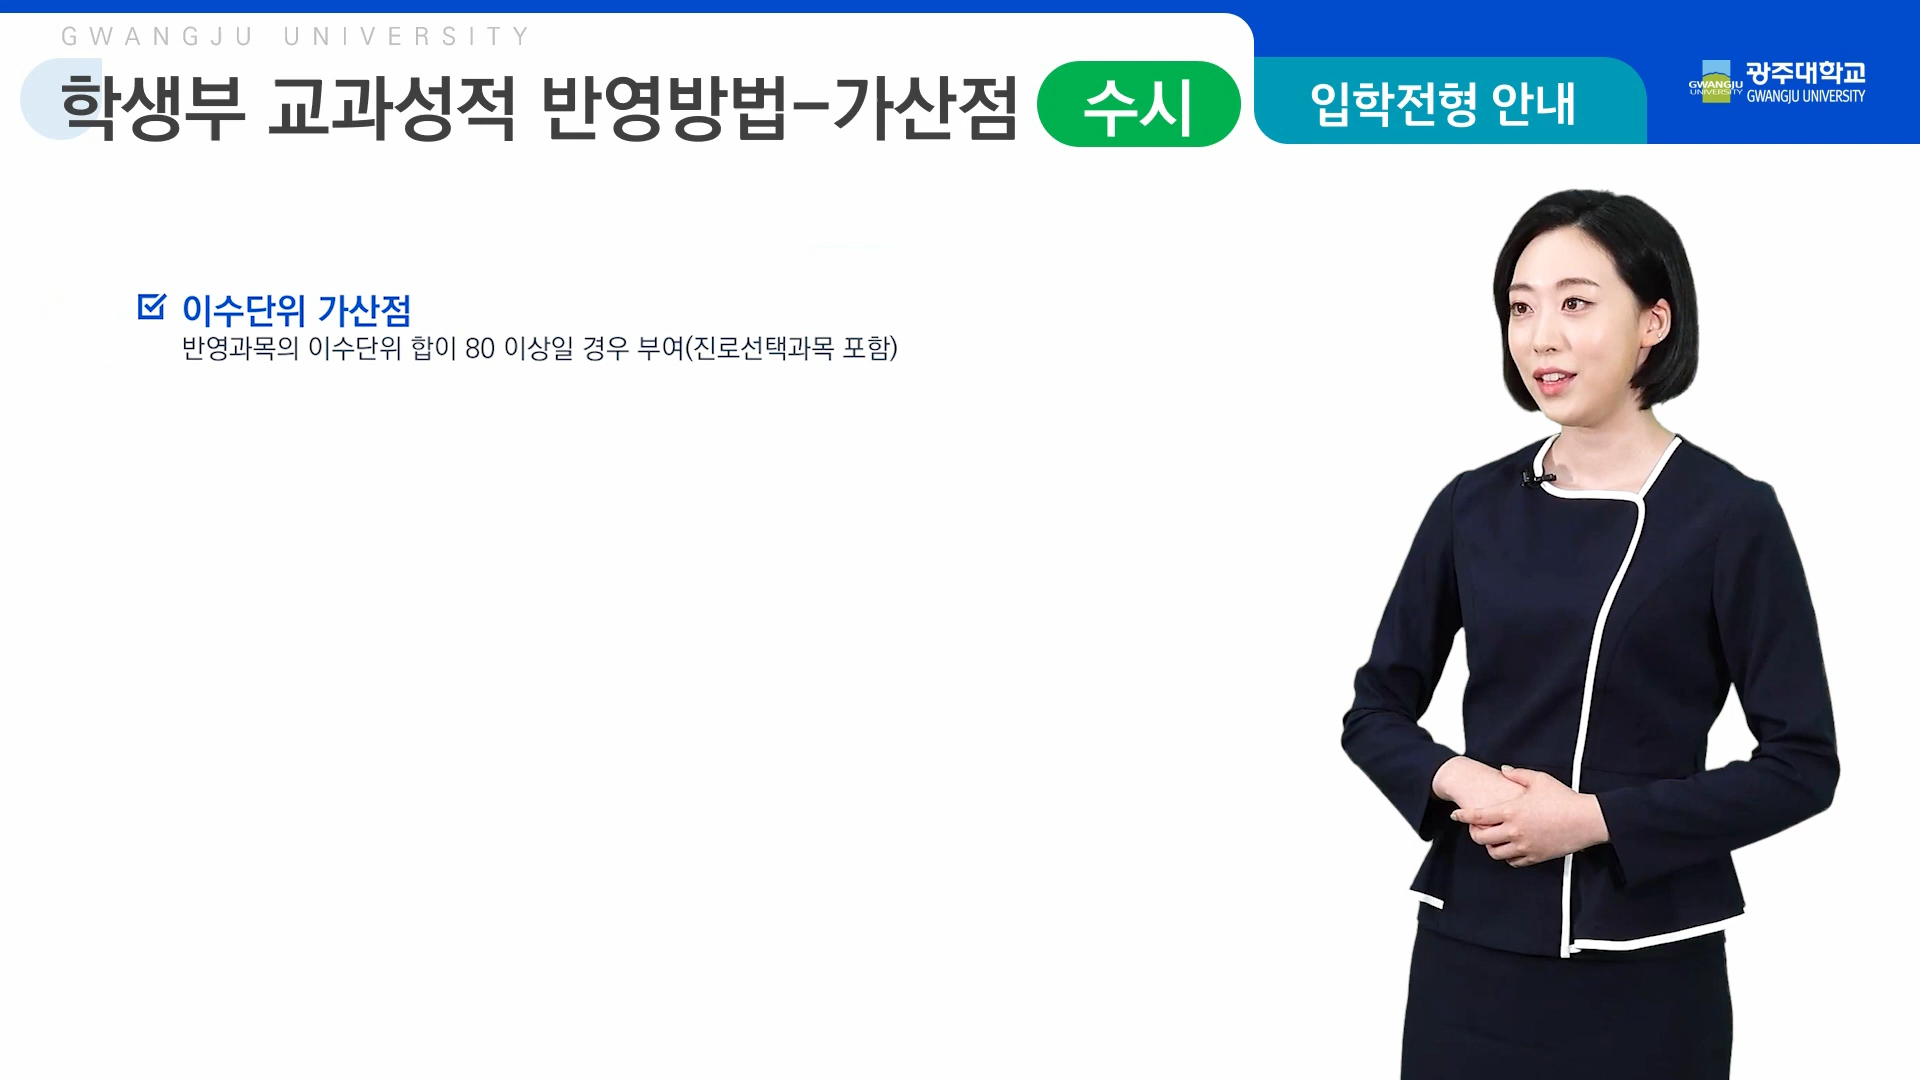 GWANGJU UNIVERSITY
학생부 교과성적 반영방법-가산점
수시
입학전형 안내
GWANGJU
UNIVERSITY
광주대학교
GWANGJU UNIVERSITY
이수단위 가산점
반영과목의 이수단위 합이 80 이상일 경우 부여(진로선택과목 포함)